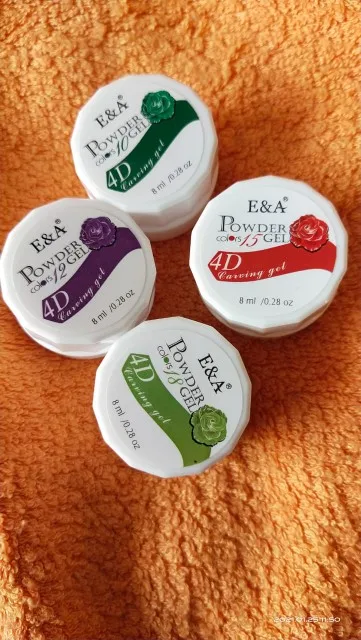 E&A®
POWDER
colors 10 GEL
4D
Carving gel
8 ml /0.28 oz
E&A®
POWDER
colors 12 GEL
4D
Carving gel
8 ml /0.28 oz
E&A®
POWDER
colors 15 GEL
4D
Carving gel
8 ml /0.28 oz
E&A®
POWDER
colors 18 GEL
4D
Carving gel
8 ml /0.28 oz